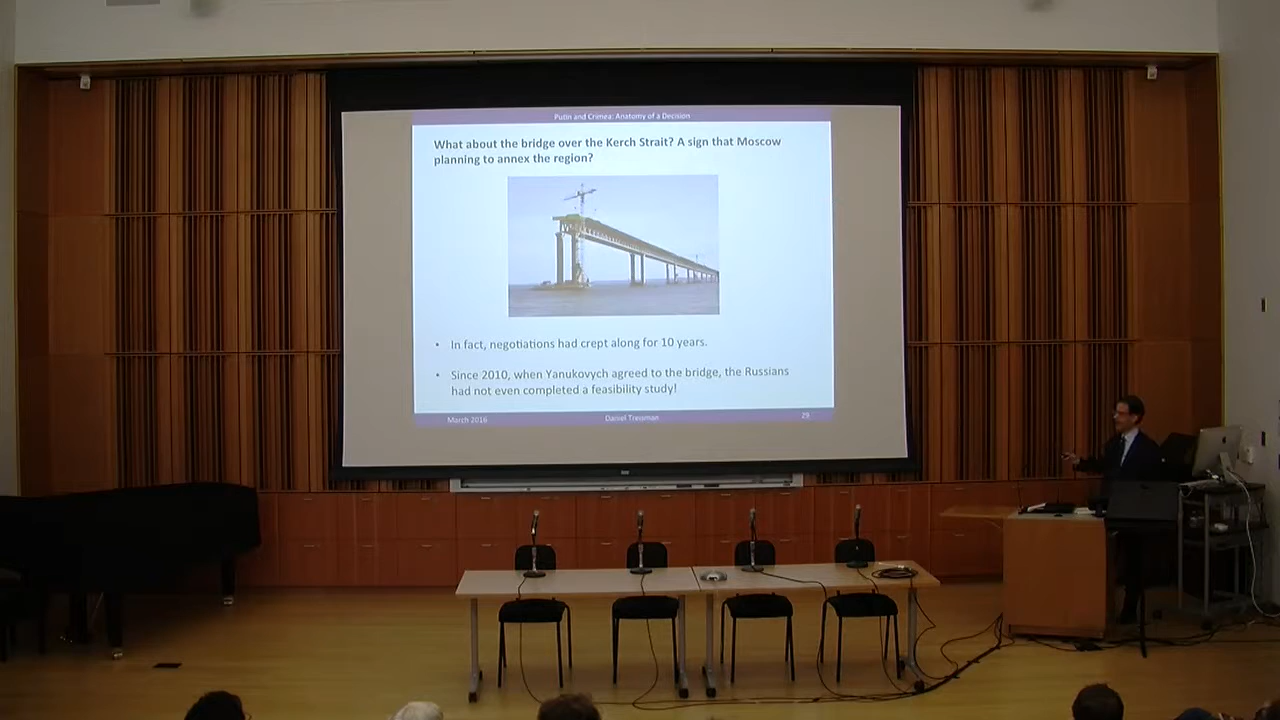 Putin and Crimea: Anatomy of a Decision
What about the bridge over the Kerch Strait? A sign that Moscow
planning to annex the region?
• In fact, negotiations had crept along for 10 years.
• Since 2010, when Yanukovych agreed to the bridge, the Russians
had not even completed a feasibility study!
March 2016 Daniel Treisman 29